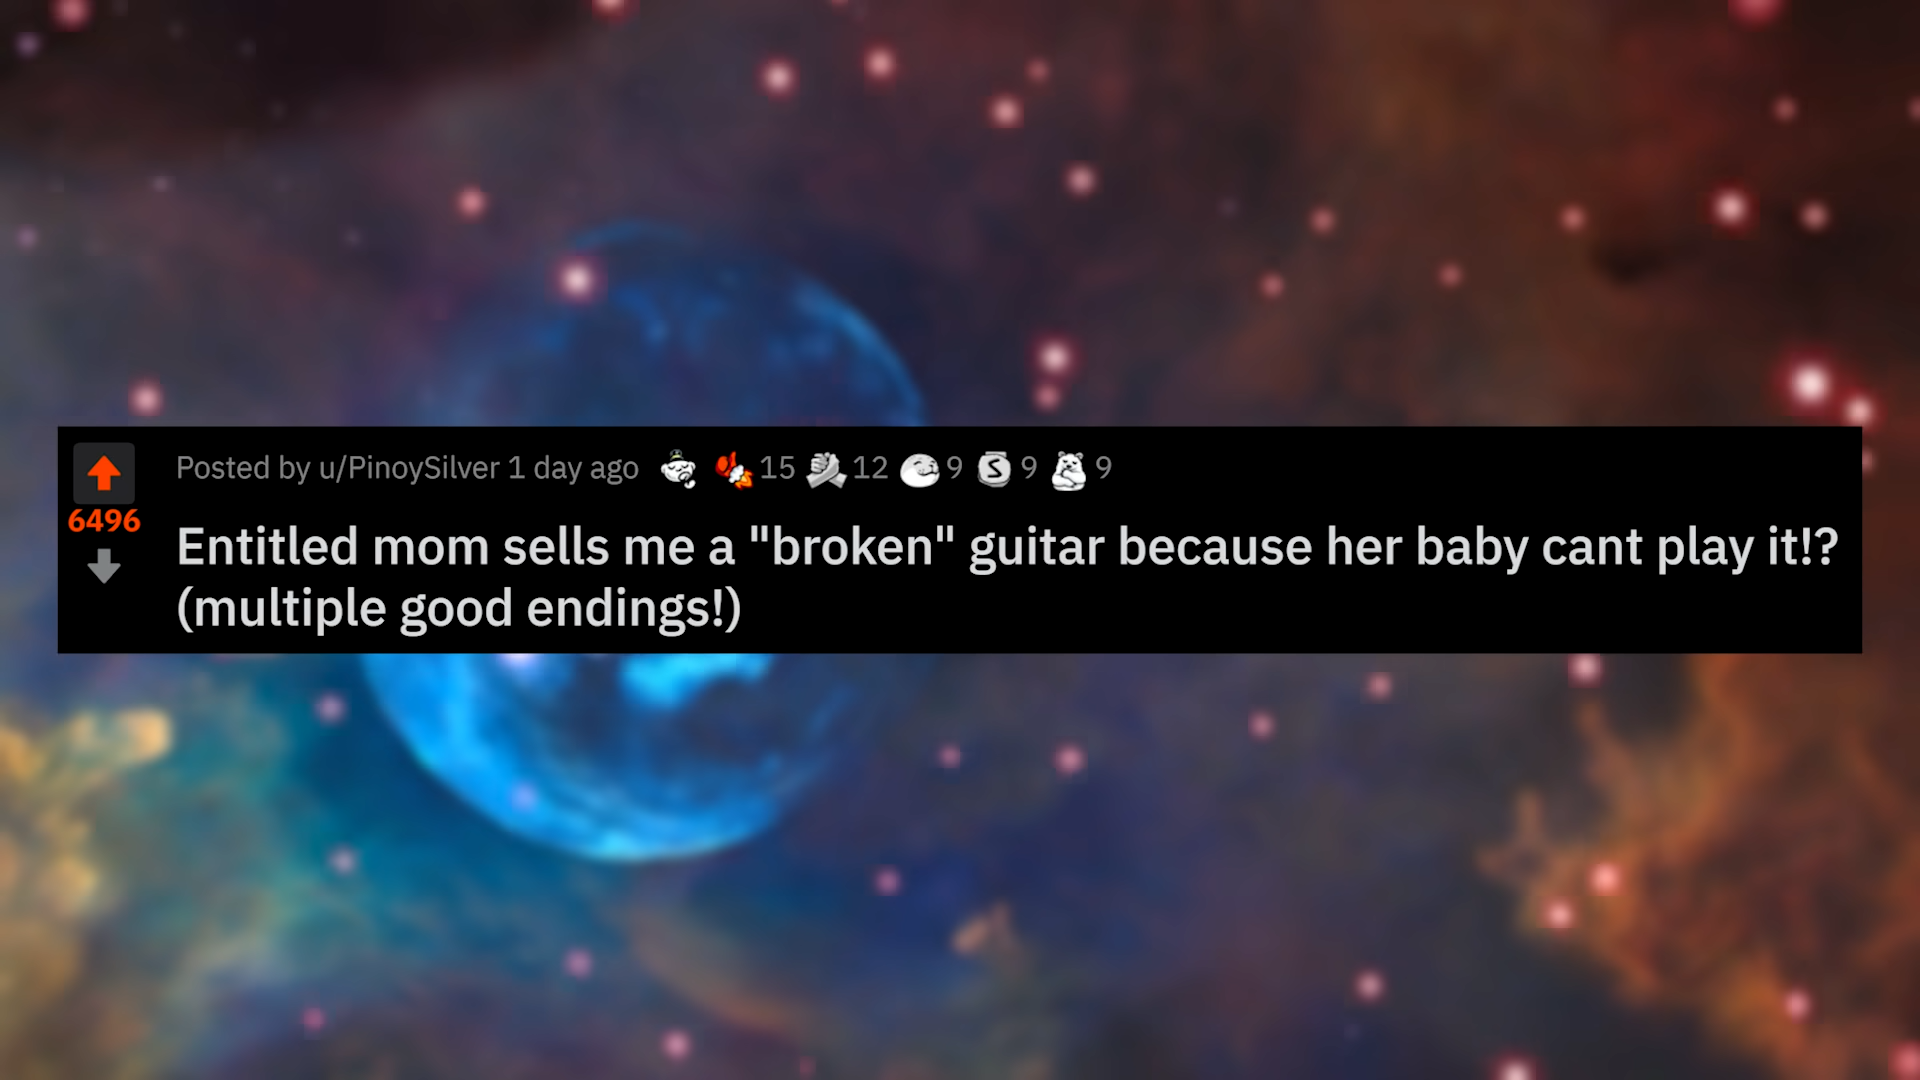 Posted by u/PinoySilver 1 day ago 15 12 9 S 9 9
6496
Entitled mom sells me a "broken" guitar because her baby cant play it!?
(multiple good endings!)